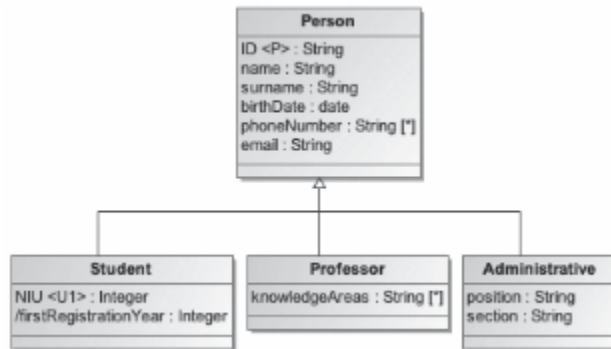 Person
ID <P> : String
name : String
surname : String
birthDate : date
phoneNumber : String [*]
email : String
Student
NIU <U1> : Integer
/firstRegistrationYear : Integer
Professor
knowledgeAreas : String [*]
Administrative
position : String
section : String